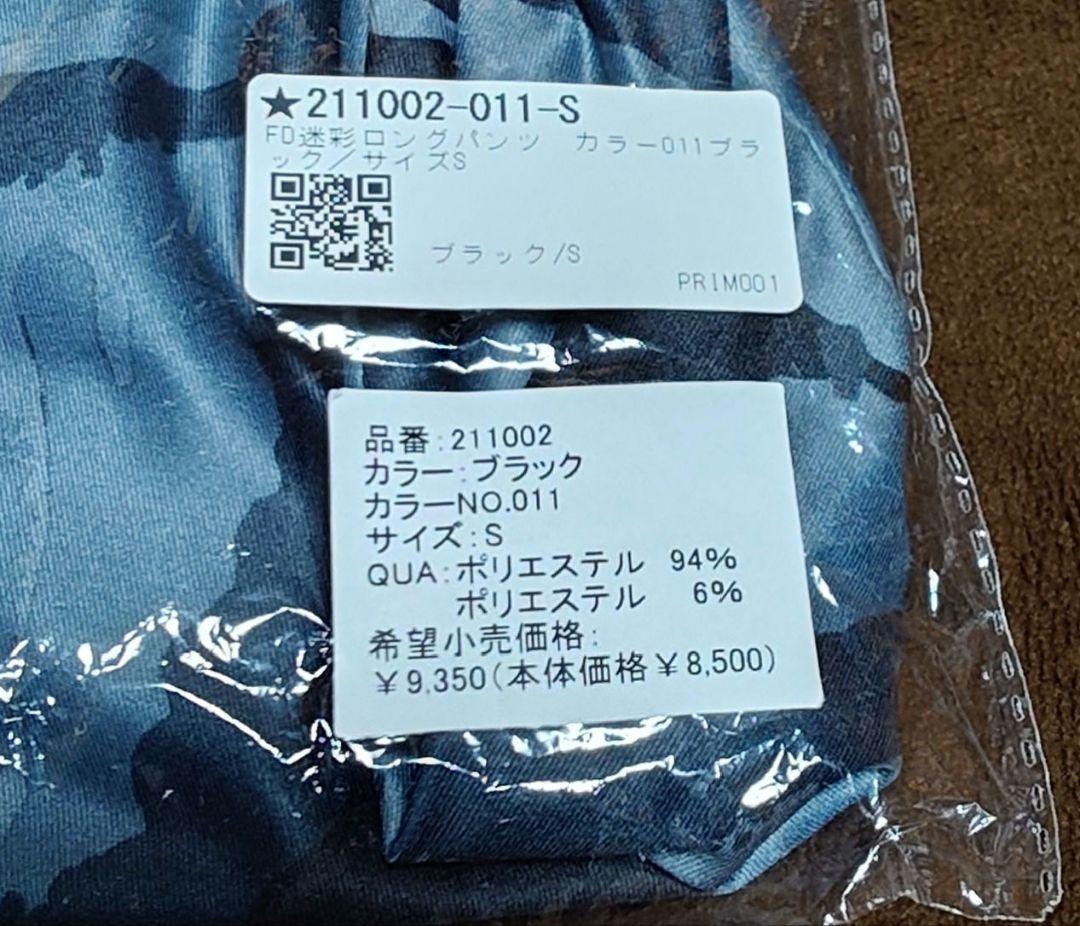 ★211002-011-S
FD迷彩ロングパンツ　カラー011ブラ
ック／サイズS
ブラック/S
PRIM001
品番:211002
カラー:ブラック
カラーNO.011
サイズ:S
QUA:ポリエステル 94%
ポリエステル 6%
希望小売価格:
￥9,350(本体価格￥8,500)